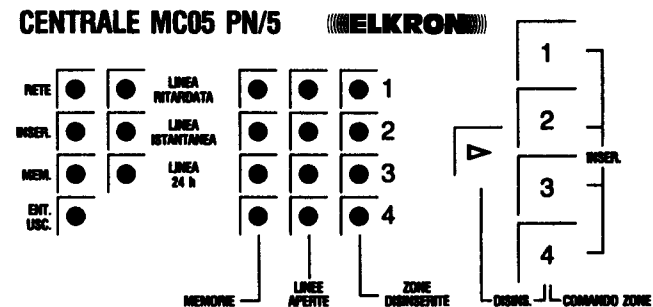 CENTRALE MC05 PN/5
ELKRON
RETE
LINEA
RITARDATA
1
INSER.
LINEA
ISTANTANEA
2
MEM.
LINEA
24 h
3
ENT.
USC.
4
MEMORIE
LINEE
APERTE
ZONE
DISINSERITE
1
2
3
4
INSER.
DISINS.
COMANDO ZONE